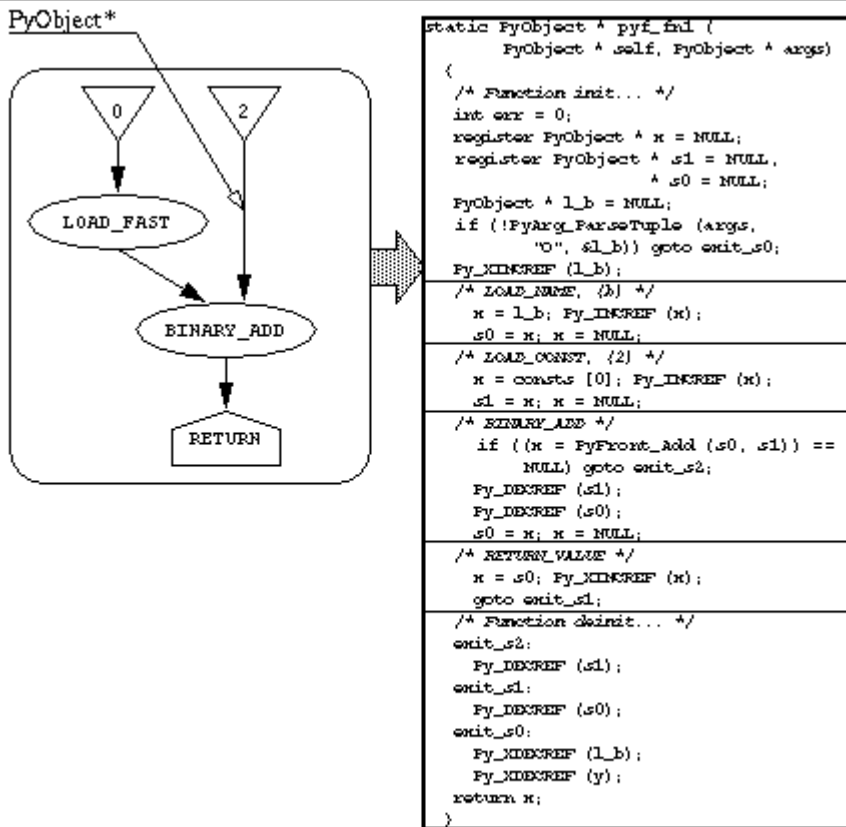 PyObject*
0
2
LOAD_FAST
BINARY_ADD
RETURN
static PyObject * pyf_fn1 (
PyObject * self, PyObject * args)
{
/* Function init... */
int err = 0;
register PyObject * x = NULL;
register PyObject * s1 = NULL,
* s0 = NULL;
PyObject * l_b = NULL;
if (!PyArg_ParseTuple (args,
"O", &l_b)) goto exit_s0;
Py_XINCREF (l_b);
/* LOAD_NAME, {b} */
x = l_b; Py_INCREF (x);
s0 = x; x = NULL;
/* LOAD_CONST, {2} */
x = consts [0]; Py_INCREF (x);
s1 = x; x = NULL;
/* BINARY_ADD */
if ((x = PyFront_Add (s0, s1)) ==
NULL) goto exit_s2;
Py_DECREF (s1);
Py_DECREF (s0);
s0 = x; x = NULL;
/* RETURN_VALUE */
x = s0; Py_XINCREF (x);
goto exit_s1;
/* Function deinit... */
exit_s2:
Py_DECREF (s1);
exit_s1:
Py_DECREF (s0);
exit_s0:
Py_XDECREF (l_b);
Py_XDECREF (y);
return x;
}